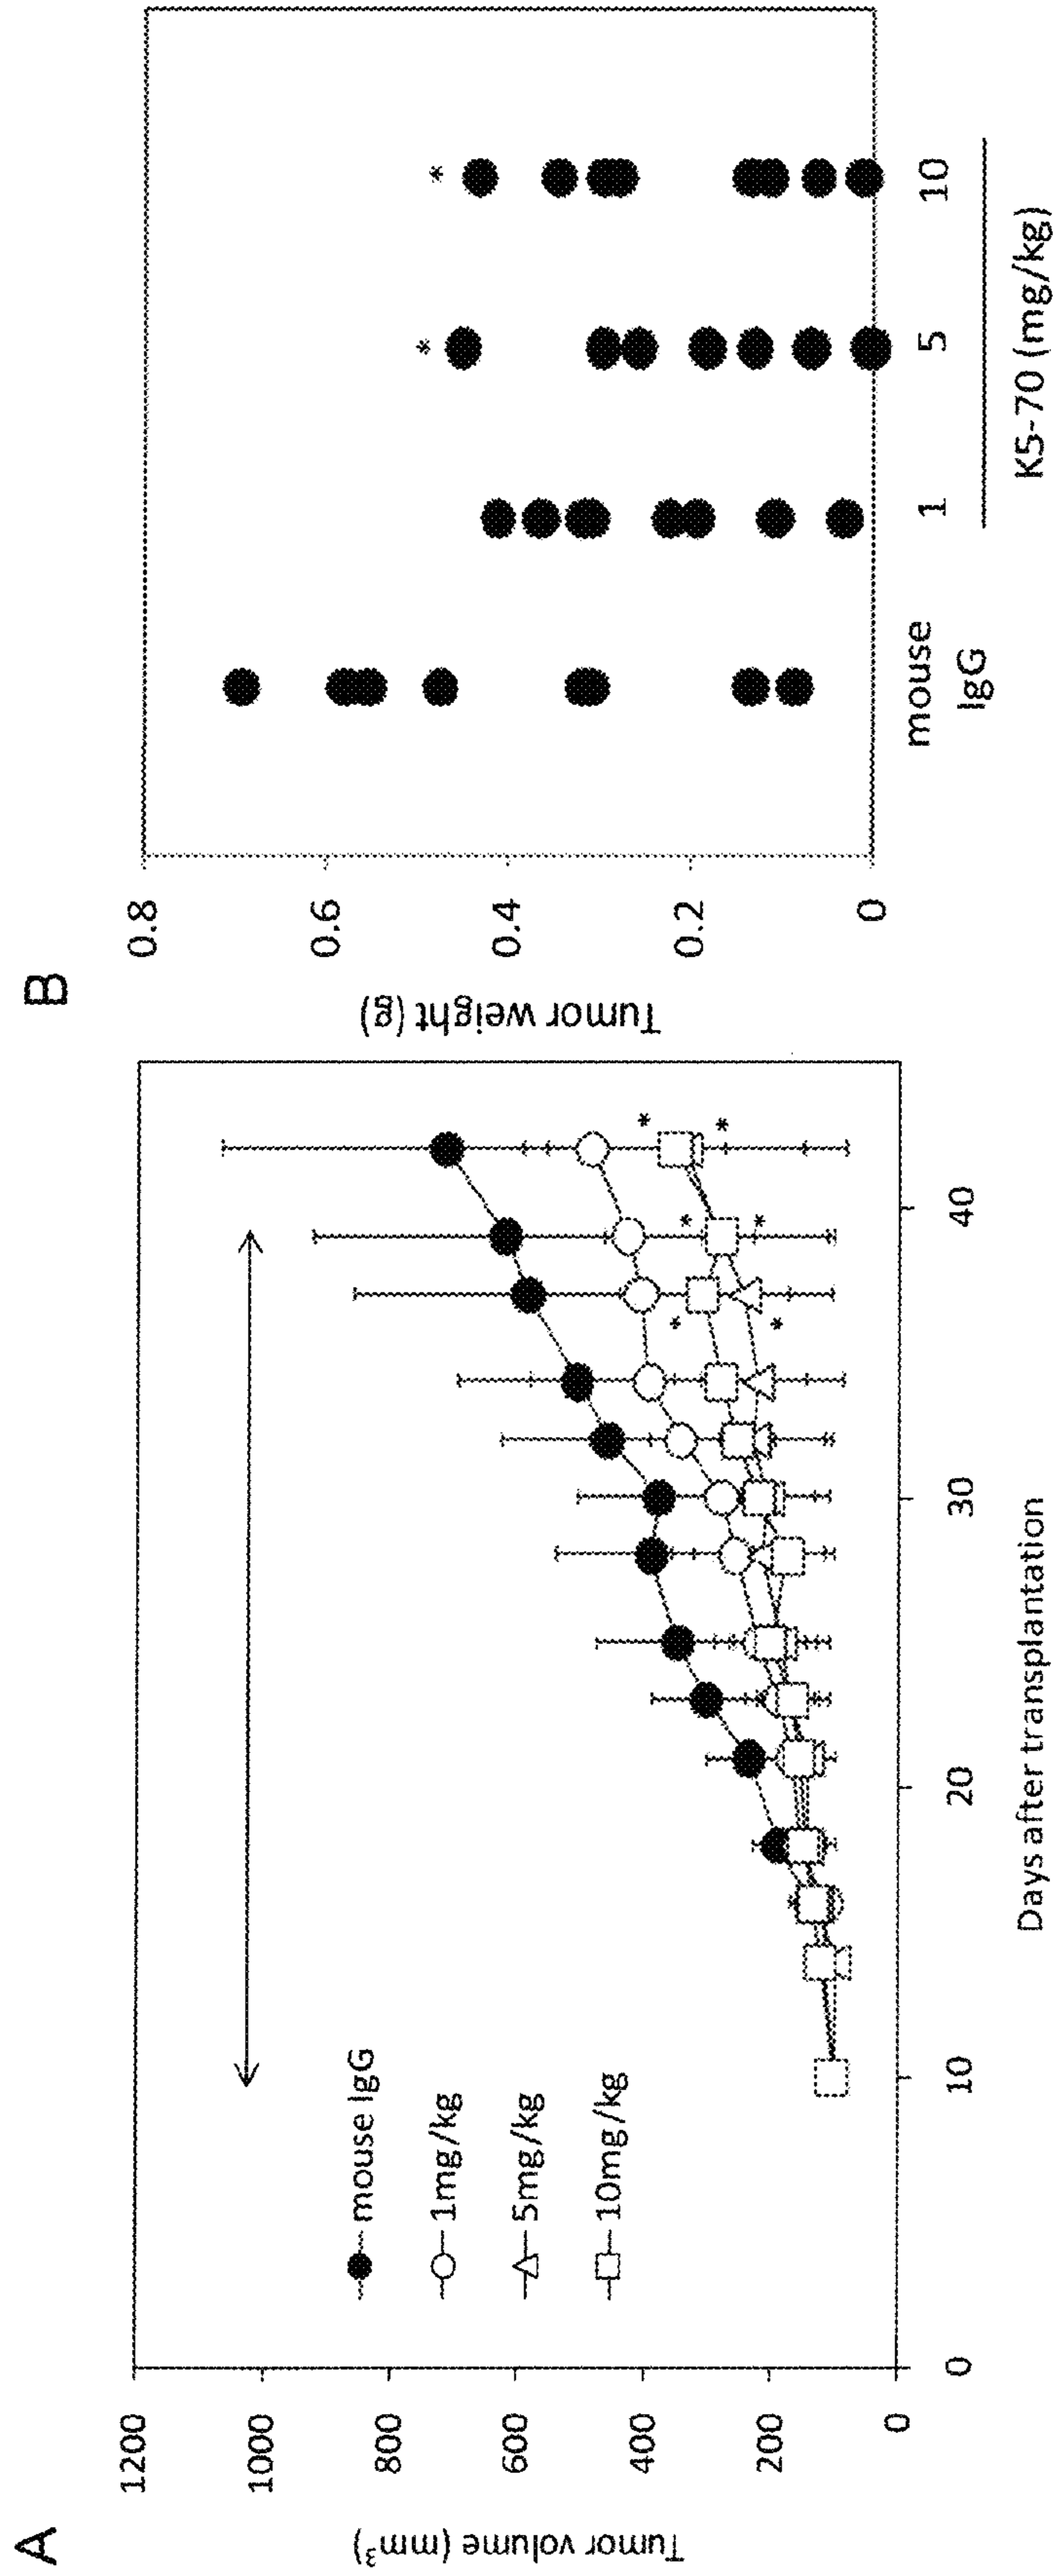 A
Tumor volume (mm³)
1200
1000
800
600
400
200
0
mouse IgG
1mg/kg
5mg/kg
10mg/kg
*
*
*
*
*
*
*
0
10
20
30
40
Days after transplantation
B
Tumor weight (g)
0.8
0.6
0.4
0.2
0
*
*
mouse
IgG
1
5
10
K5-70 (mg/kg)